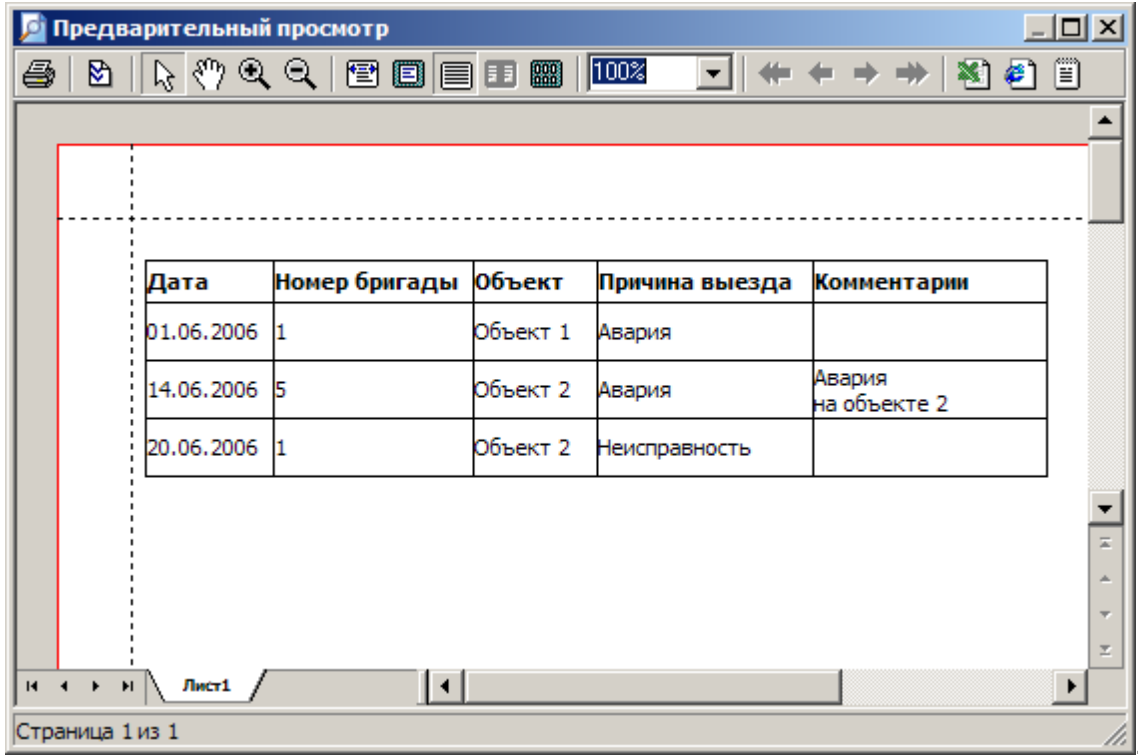 Предварительный просмотр
100%
Дата Номер бригады Объект Причина выезда Комментарии
01.06.2006 1 Объект 1 Авария
14.06.2006 5 Объект 2 Авария Авария
на объекте 2
20.06.2006 1 Объект 2 Неисправность
Лист1
Страница 1 из 1